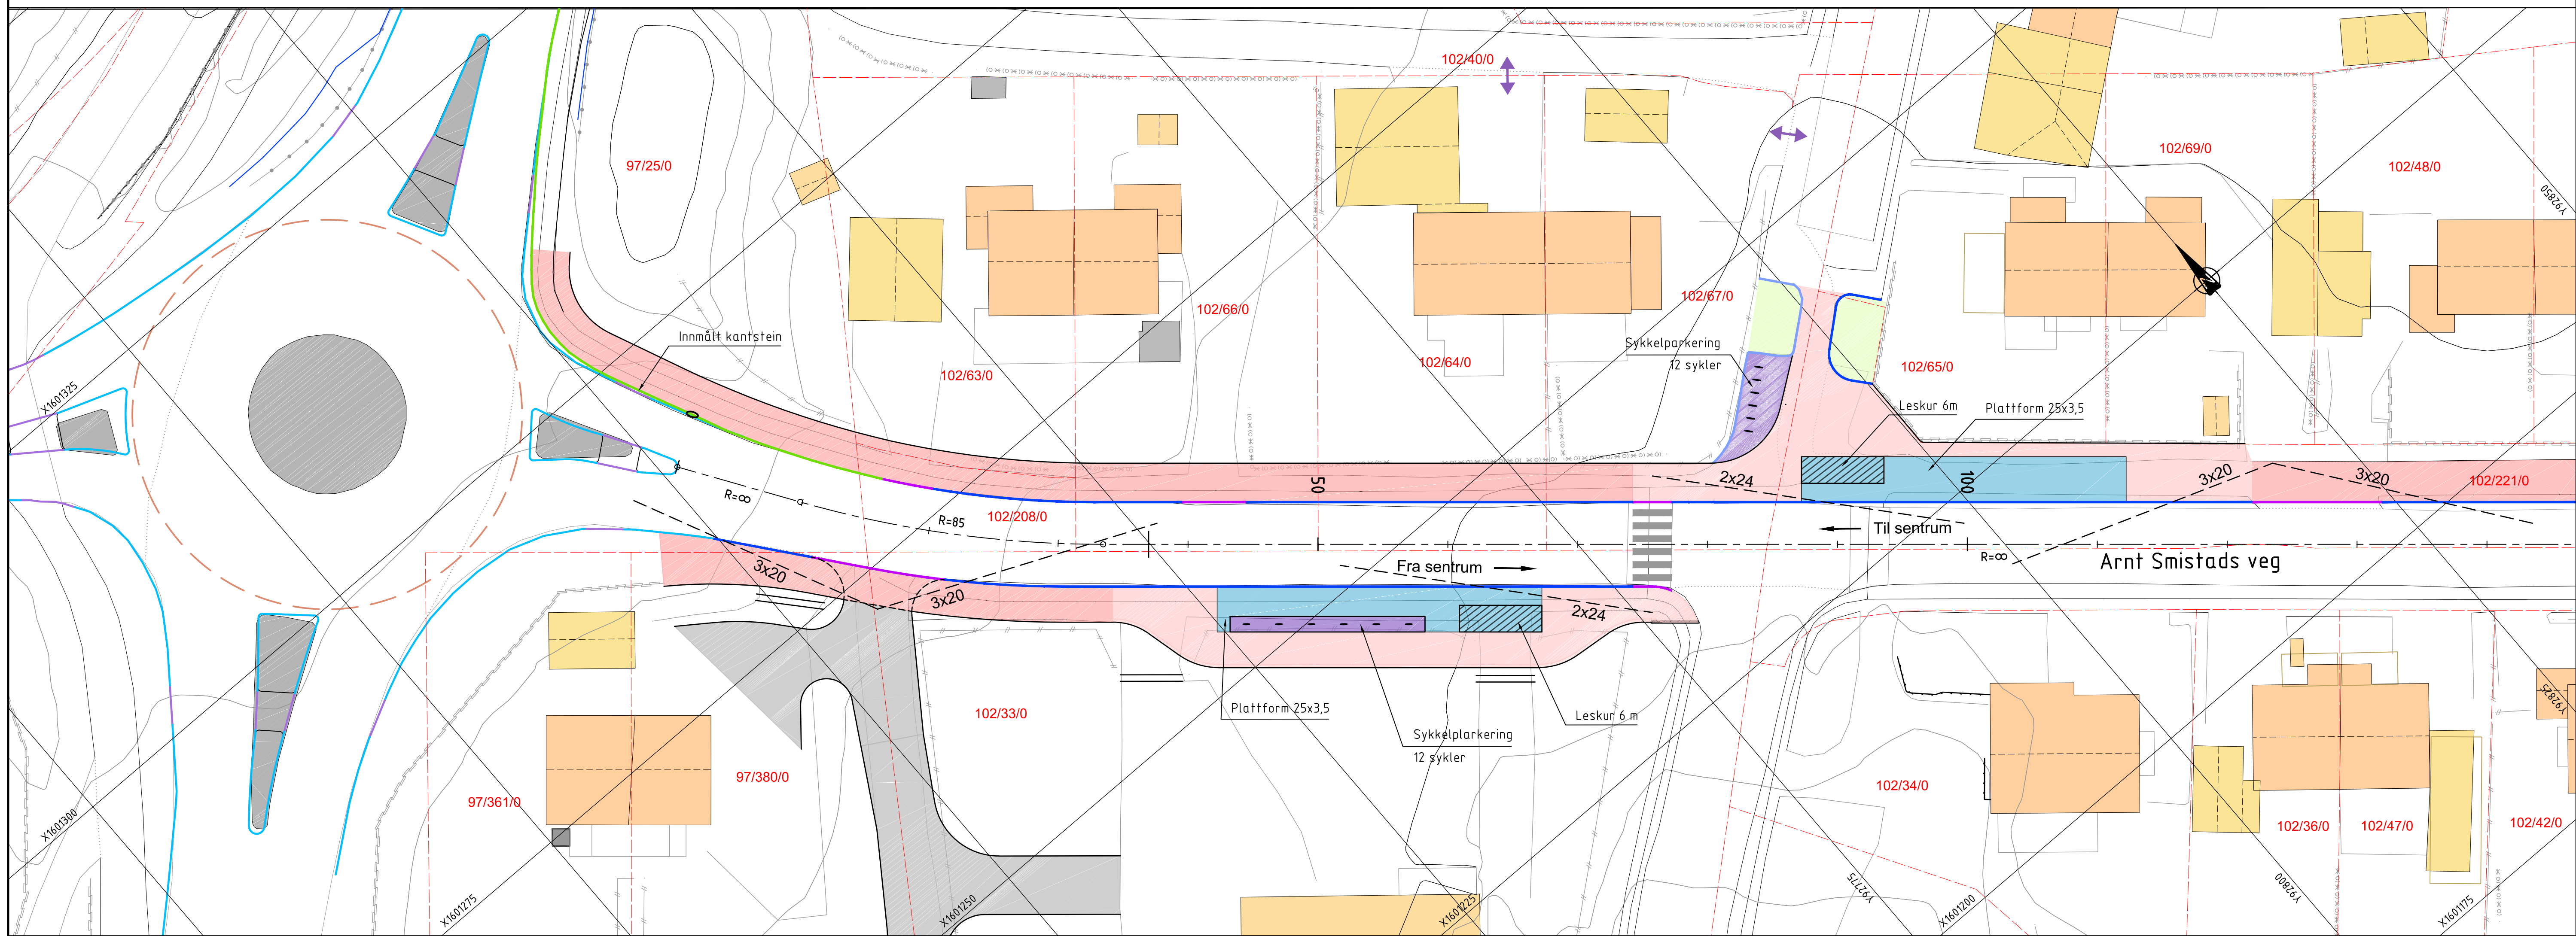 102/40/0
97/25/0
102/69/0
102/48/0
Y92850
102/66/0
102/67/0
Innmålt kantstein
Sykkelparkering
12 sykler
102/64/0
102/63/0
102/65/0
X1601325
Leskur 6m
Plattform 25x3,5
0
50
100
2x24
3x20
3x20
102/221/0
R=∞
R=85
102/208/0
Til sentrum
Fra sentrum
R=∞
Arnt Smistads veg
3x20
3x20
2x24
Plattform 25x3,5
Sykkelplarkering
12 sykler
Leskur 6 m
102/33/0
97/380/0
97/361/0
102/34/0
102/36/0
102/47/0
102/42/0
Y92825
X1601300
X1601275
X1601250
X1601225
Y92775
X1601200
Y92800
X1601175